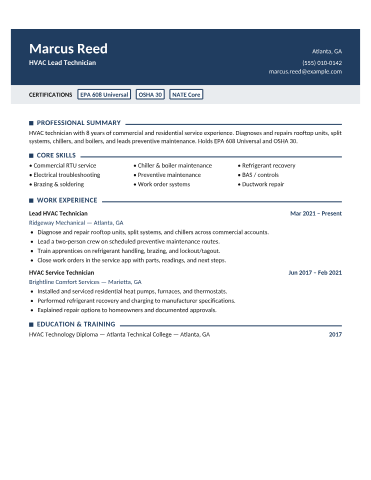 Marcus Reed
HVAC Lead Technician
Atlanta, GA
(555) 010-0142
marcus.reed@example.com
CERTIFICATIONS EPA 608 Universal OSHA 30 NATE Core
PROFESSIONAL SUMMARY
HVAC technician with 8 years of commercial and residential service experience. Diagnoses and repairs rooftop units, split
systems, chillers, and boilers, and leads preventive maintenance. Holds EPA 608 Universal and OSHA 30.
CORE SKILLS
• Commercial RTU service • Chiller & boiler maintenance • Refrigerant recovery
• Electrical troubleshooting • Preventive maintenance • BAS / controls
• Brazing & soldering • Work order systems • Ductwork repair
WORK EXPERIENCE
Lead HVAC Technician Mar 2021 – Present
Ridgeway Mechanical — Atlanta, GA
• Diagnose and repair rooftop units, split systems, and chillers across commercial accounts.
• Lead a two-person crew on scheduled preventive maintenance routes.
• Train apprentices on refrigerant handling, brazing, and lockout/tagout.
• Close work orders in the service app with parts, readings, and next steps.
HVAC Service Technician Jun 2017 – Feb 2021
Brightline Comfort Services — Marietta, GA
• Installed and serviced residential heat pumps, furnaces, and thermostats.
• Performed refrigerant recovery and charging to manufacturer specifications.
• Explained repair options to homeowners and documented approvals.
EDUCATION & TRAINING
HVAC Technology Diploma — Atlanta Technical College — Atlanta, GA 2017